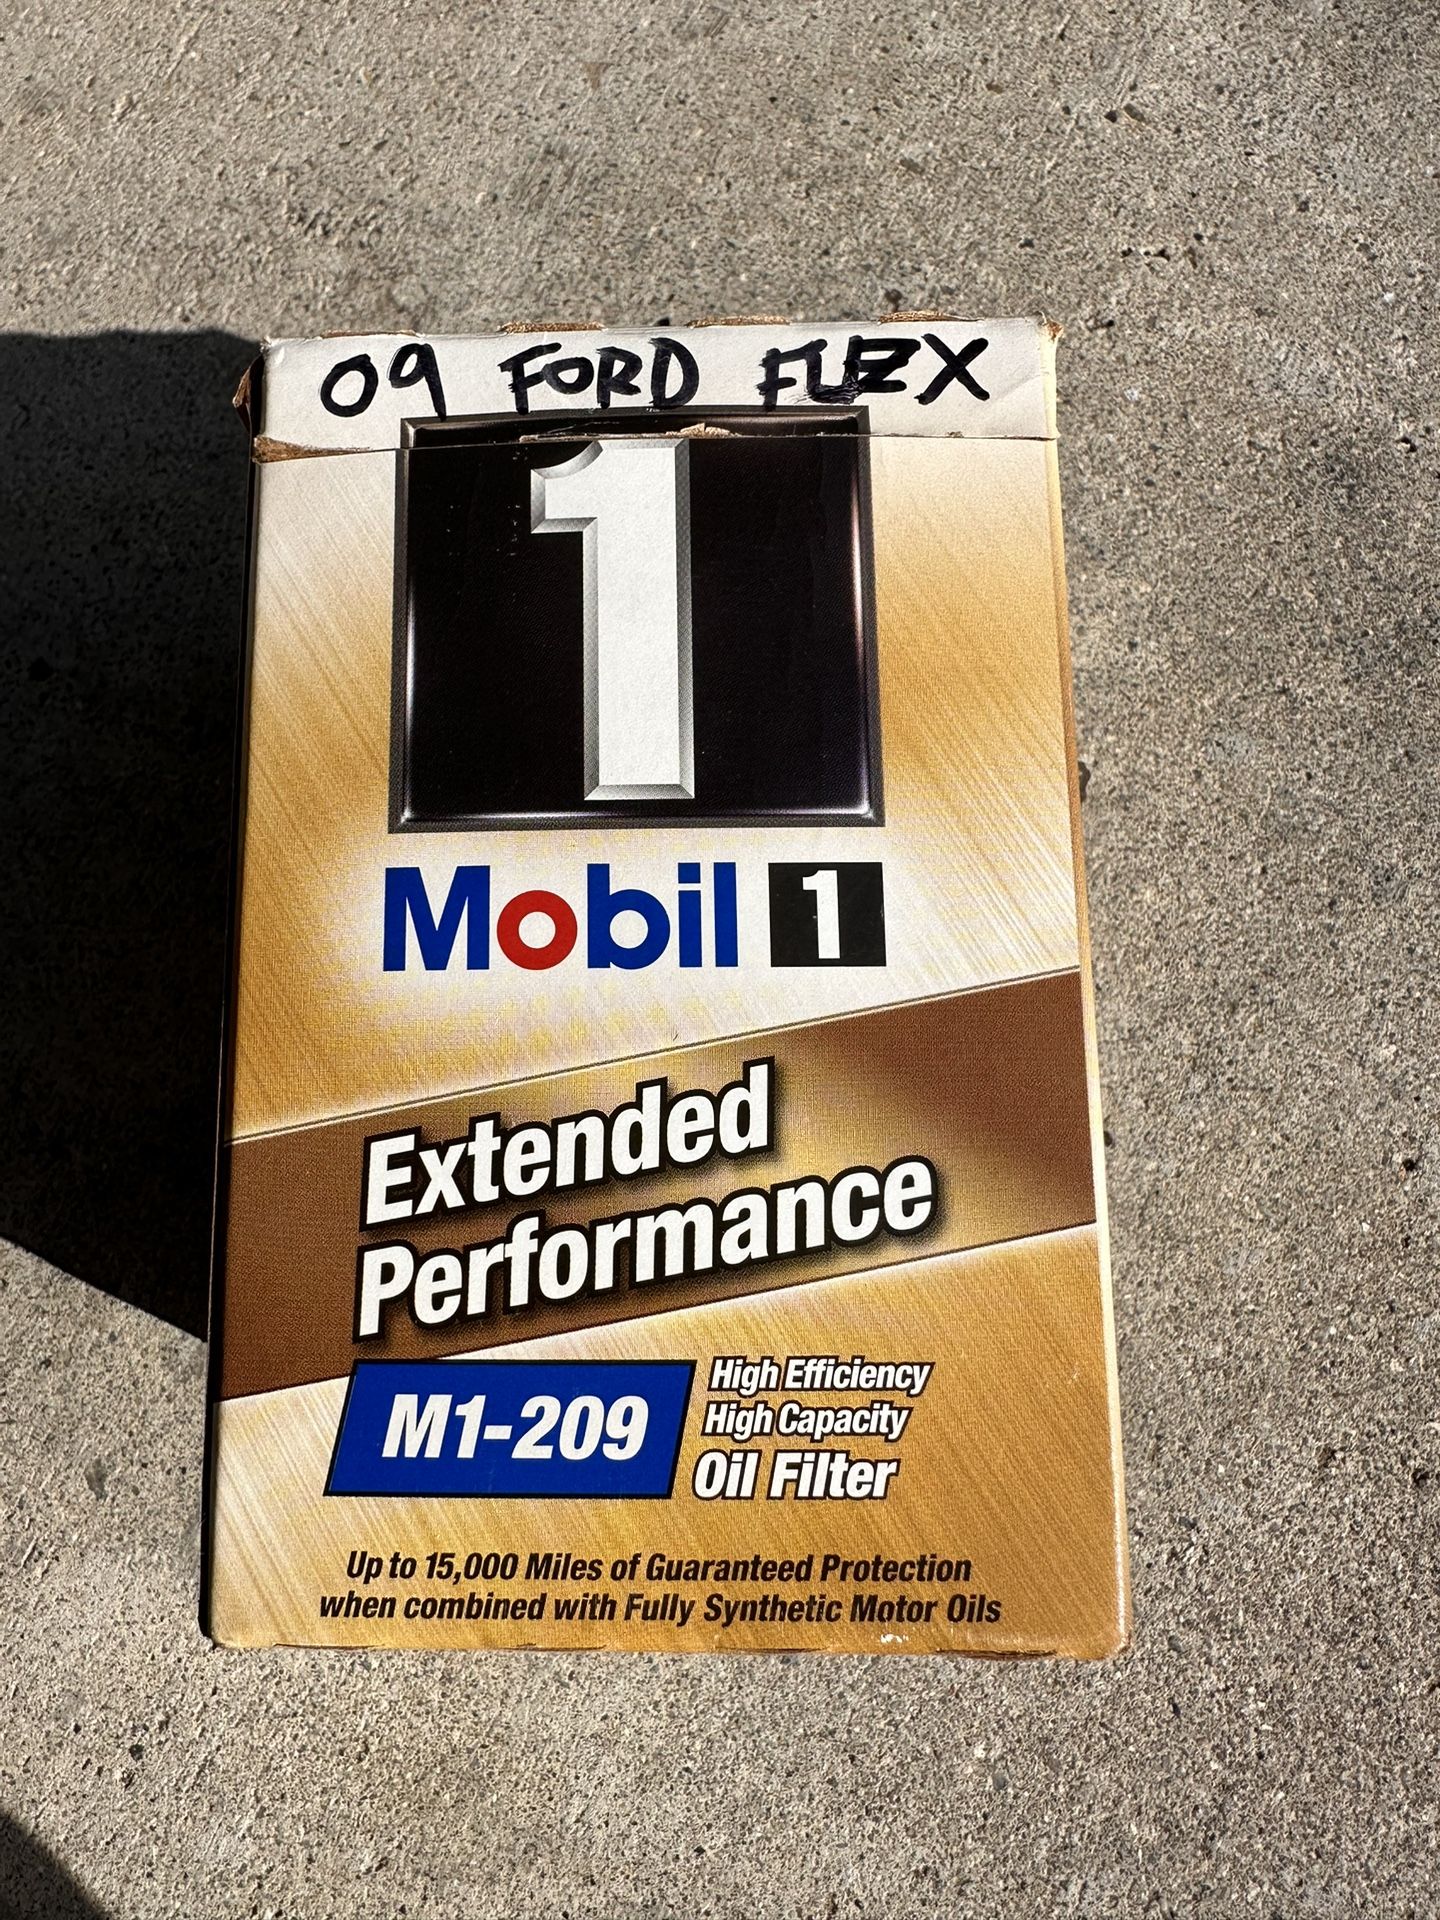 09 FORD FLEX
1
Mobil 1
Extended
Performance
M1-209
High Efficiency
High Capacity
Oil Filter
Up to 15,000 Miles of Guaranteed Protection
when combined with Fully Synthetic Motor Oils